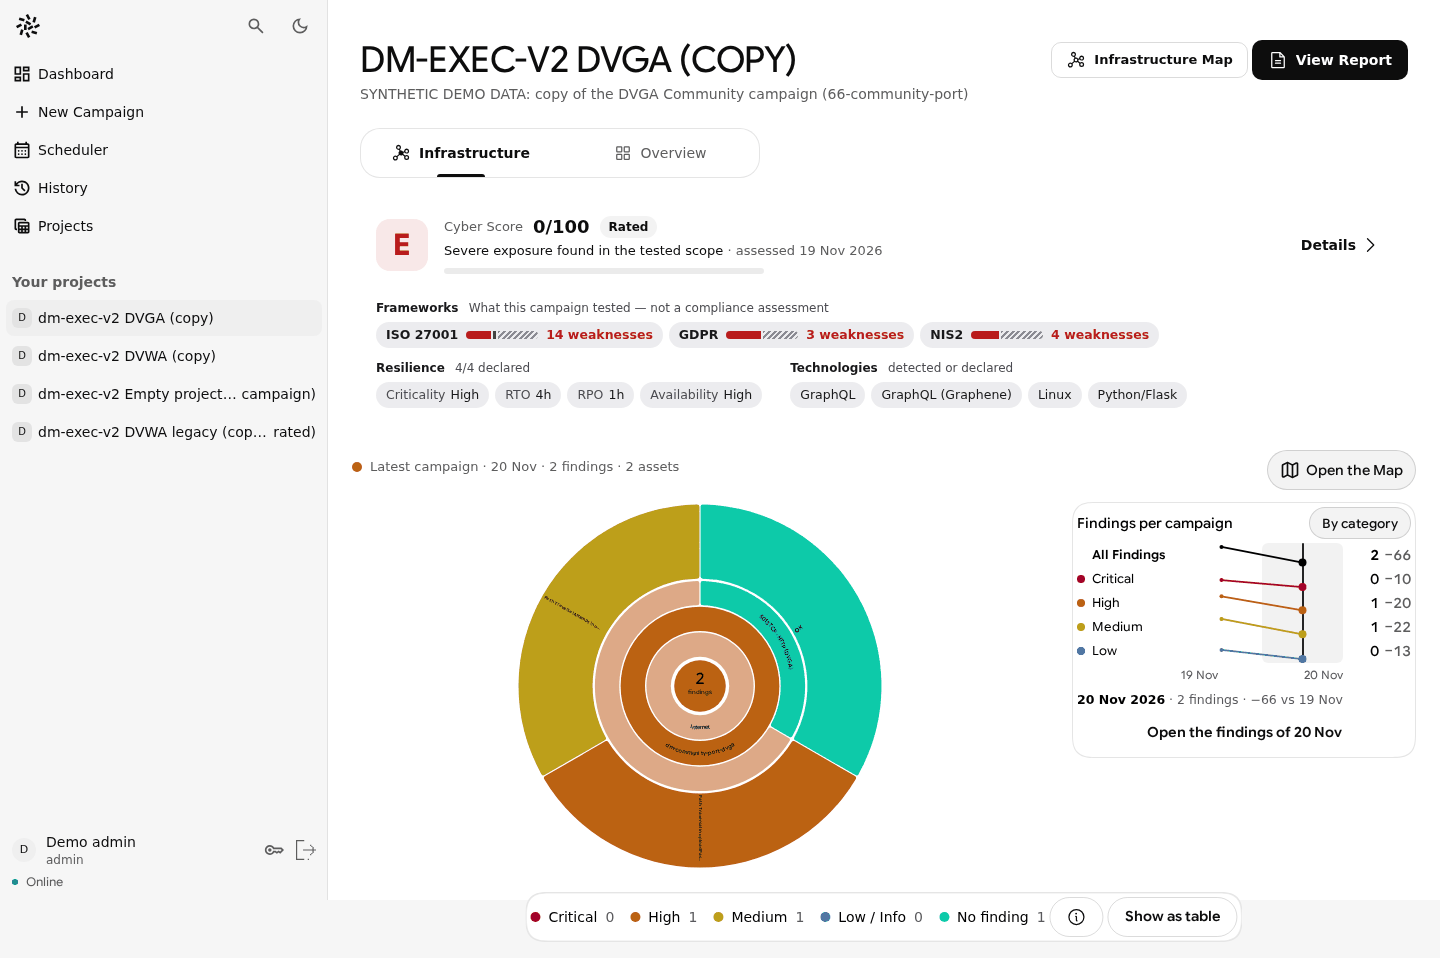 Dashboard
New Campaign
Scheduler
History
Projects
Your projects
D dm-exec-v2 DVGA (copy)
D dm-exec-v2 DVWA (copy)
D dm-exec-v2 Empty project… campaign)
D dm-exec-v2 DVWA legacy (cop… rated)
D Demo admin
admin
Online
DM-EXEC-V2 DVGA (COPY)
SYNTHETIC DEMO DATA: copy of the DVGA Community campaign (66-community-port)
Infrastructure Map
View Report
Infrastructure
Overview
E
Cyber Score 0/100 Rated
Severe exposure found in the tested scope · assessed 19 Nov 2026
Details
Frameworks What this campaign tested — not a compliance assessment
ISO 27001 14 weaknesses
GDPR 3 weaknesses
NIS2 4 weaknesses
Resilience 4/4 declared
Criticality High
RTO 4h
RPO 1h
Availability High
Technologies detected or declared
GraphQL
GraphQL (Graphene)
Linux
Python/Flask
Latest campaign · 20 Nov · 2 findings · 2 assets
Open the Map
2
findings
Internet
OK
Findings per campaign
By category
All Findings 2 −66
Critical 0 −10
High 1 −20
Medium 1 −22
Low 0 −13
19 Nov 20 Nov
20 Nov 2026 · 2 findings · −66 vs 19 Nov
Open the findings of 20 Nov
Critical 0
High 1
Medium 1
Low / Info 0
No finding 1
Show as table